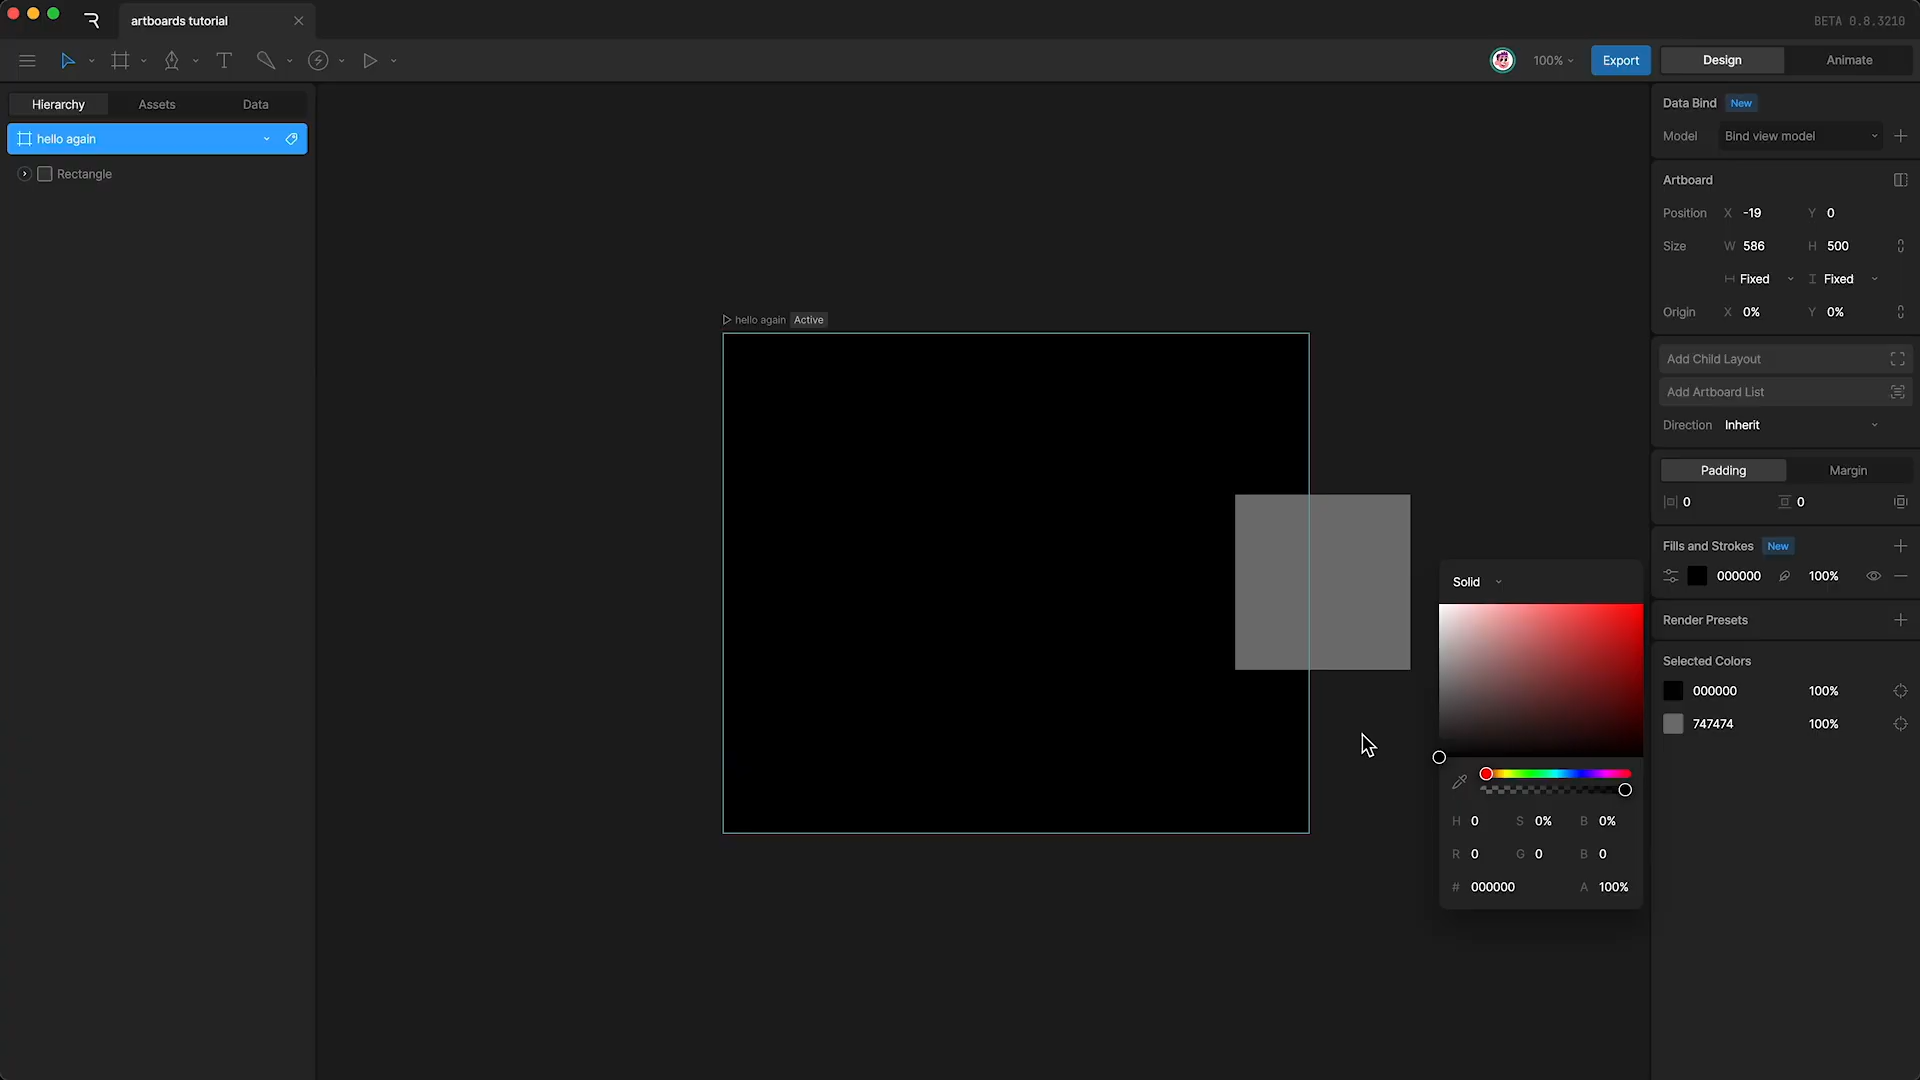 artboards tutorial
BETA 0.8.3210
100%
Export
Design
Animate
Hierarchy
Assets
Data
hello again
Rectangle
hello again
Active
Data Bind
New
Model
Bind view model
Artboard
Position
X -19
Y 0
Size
W 586
H 500
Fixed
Fixed
Origin
X 0%
Y 0%
Add Child Layout
Add Artboard List
Direction
Inherit
Padding
Margin
0
0
Fills and Strokes
New
000000
100%
Render Presets
Selected Colors
000000
100%
747474
100%
Solid
H 0
S 0%
B 0%
R 0
G 0
B 0
# 000000
A 100%